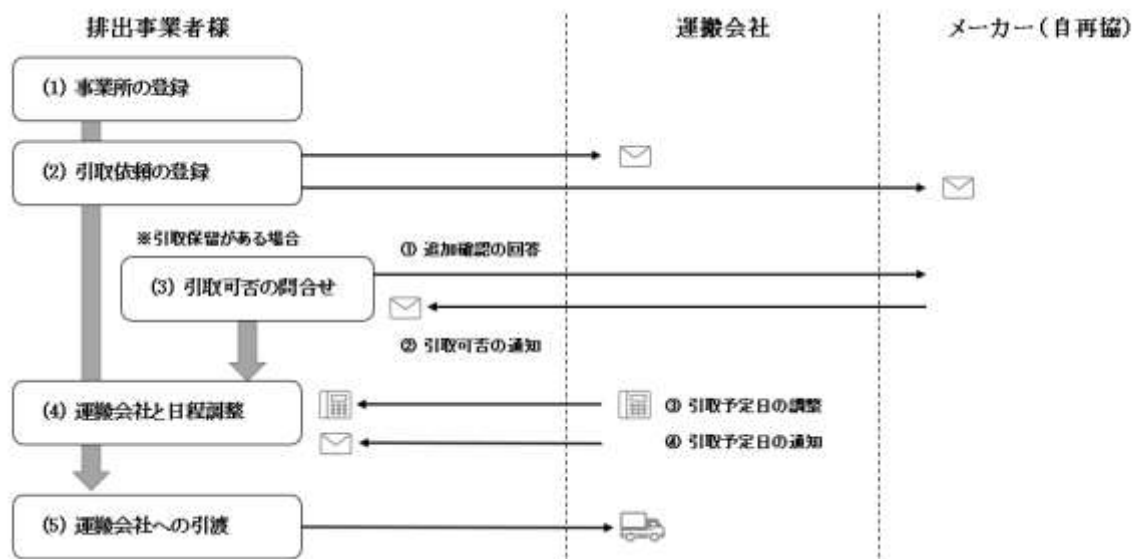 排出事業者様
運搬会社
メーカー(自再協)
(1) 事業所の登録
(2) 引取依頼の登録
※引取保留がある場合
① 追加確認の回答
(3) 引取可否の問合せ
② 引取可否の通知
(4) 運搬会社と日程調整
③ 引取予定日の調整
④ 引取予定日の通知
(5) 運搬会社への引渡